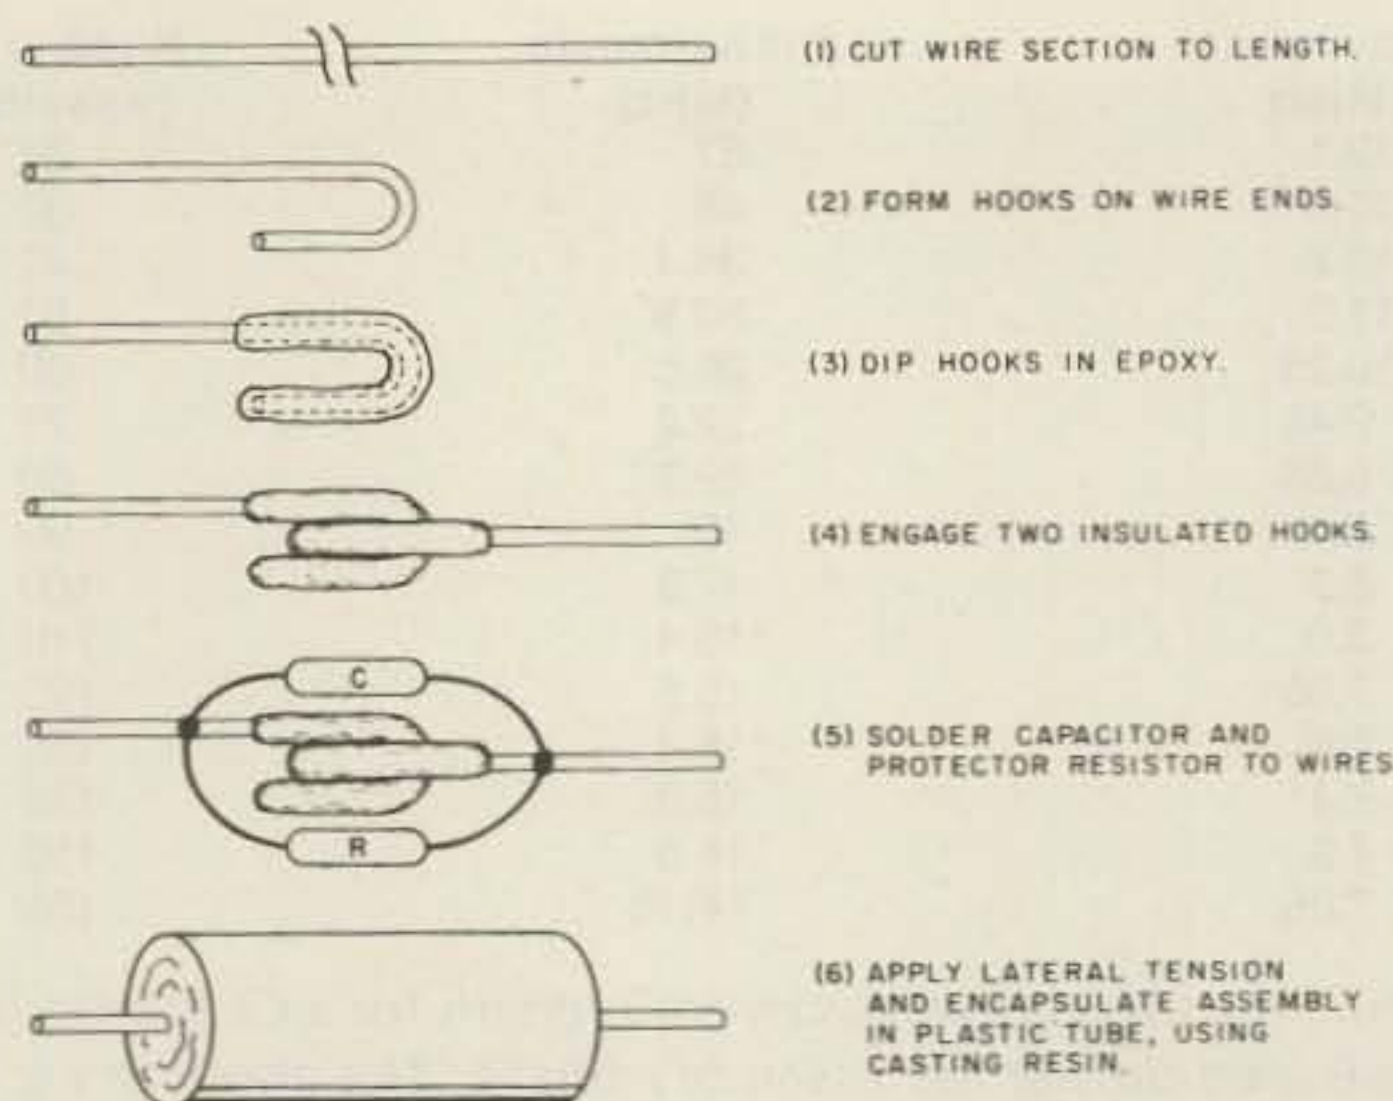 (1) CUT WIRE SECTION TO LENGTH.
(2) FORM HOOKS ON WIRE ENDS.
(3) DIP HOOKS IN EPOXY.
(4) ENGAGE TWO INSULATED HOOKS.
C
(5) SOLDER CAPACITOR AND
PROTECTOR RESISTOR TO WIRES
R
(6) APPLY LATERAL TENSION
AND ENCAPSULATE ASSEMBLY
IN PLASTIC TUBE, USING
CASTING RESIN.